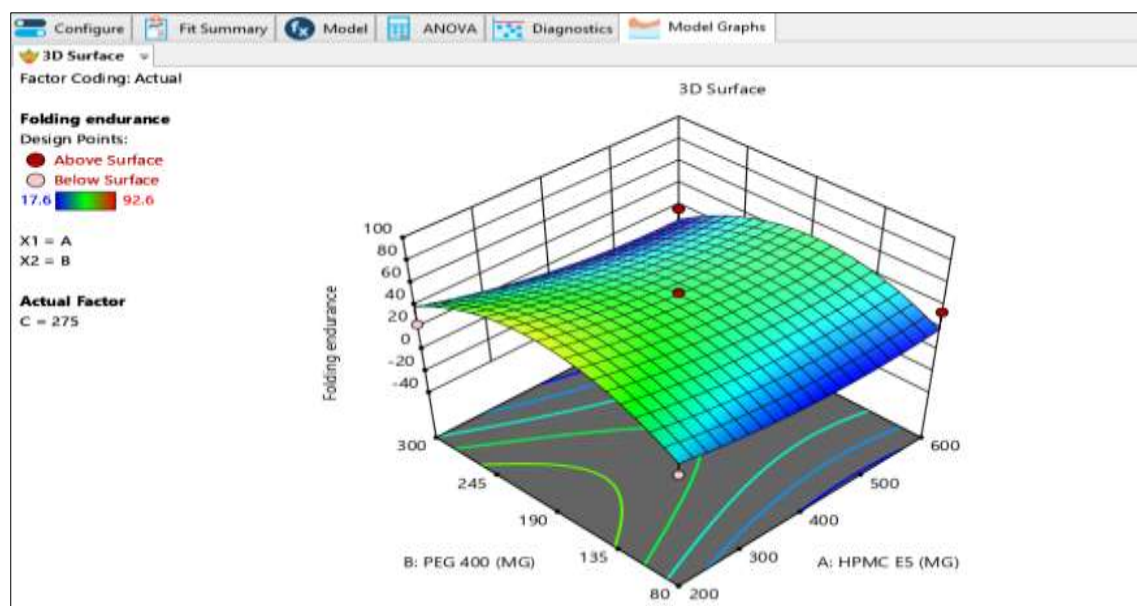 Configure Fit Summary Model ANOVA Diagnostics Model Graphs
3D Surface
Factor Coding: Actual
3D Surface
Folding endurance
Design Points:
Above Surface
Below Surface
17.6 92.6
X1 = A
X2 = B
Actual Factor
C = 275
Folding endurance
100
80
60
40
20
0
-20
-40
300
245
190
135
80
B: PEG 400 (MG)
600
500
400
300
200
A: HPMC E5 (MG)